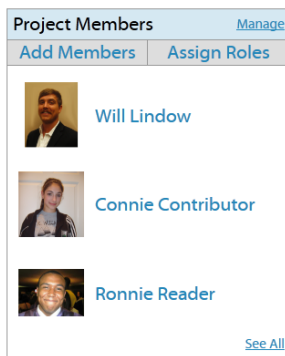 Project Members Manage
Add Members Assign Roles
Will Lindow
Connie Contributor
Ronnie Reader
See All